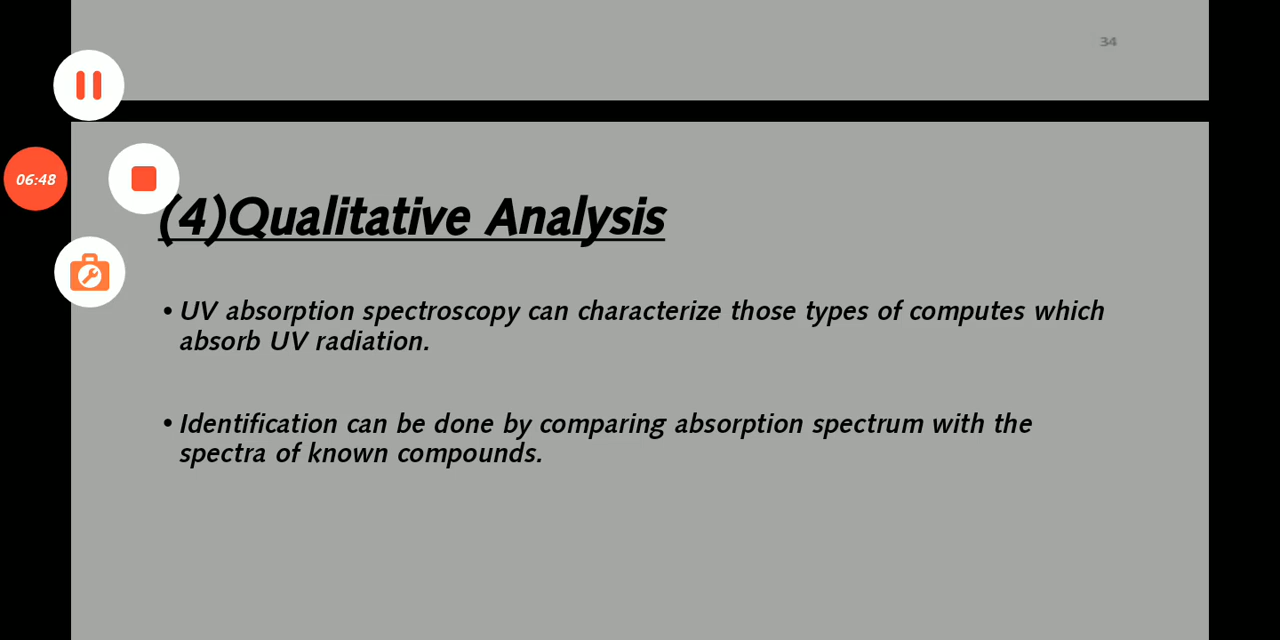 34
06:48
(4)Qualitative Analysis
• UV absorption spectroscopy can characterize those types of computes which
absorb UV radiation.
• Identification can be done by comparing absorption spectrum with the
spectra of known compounds.